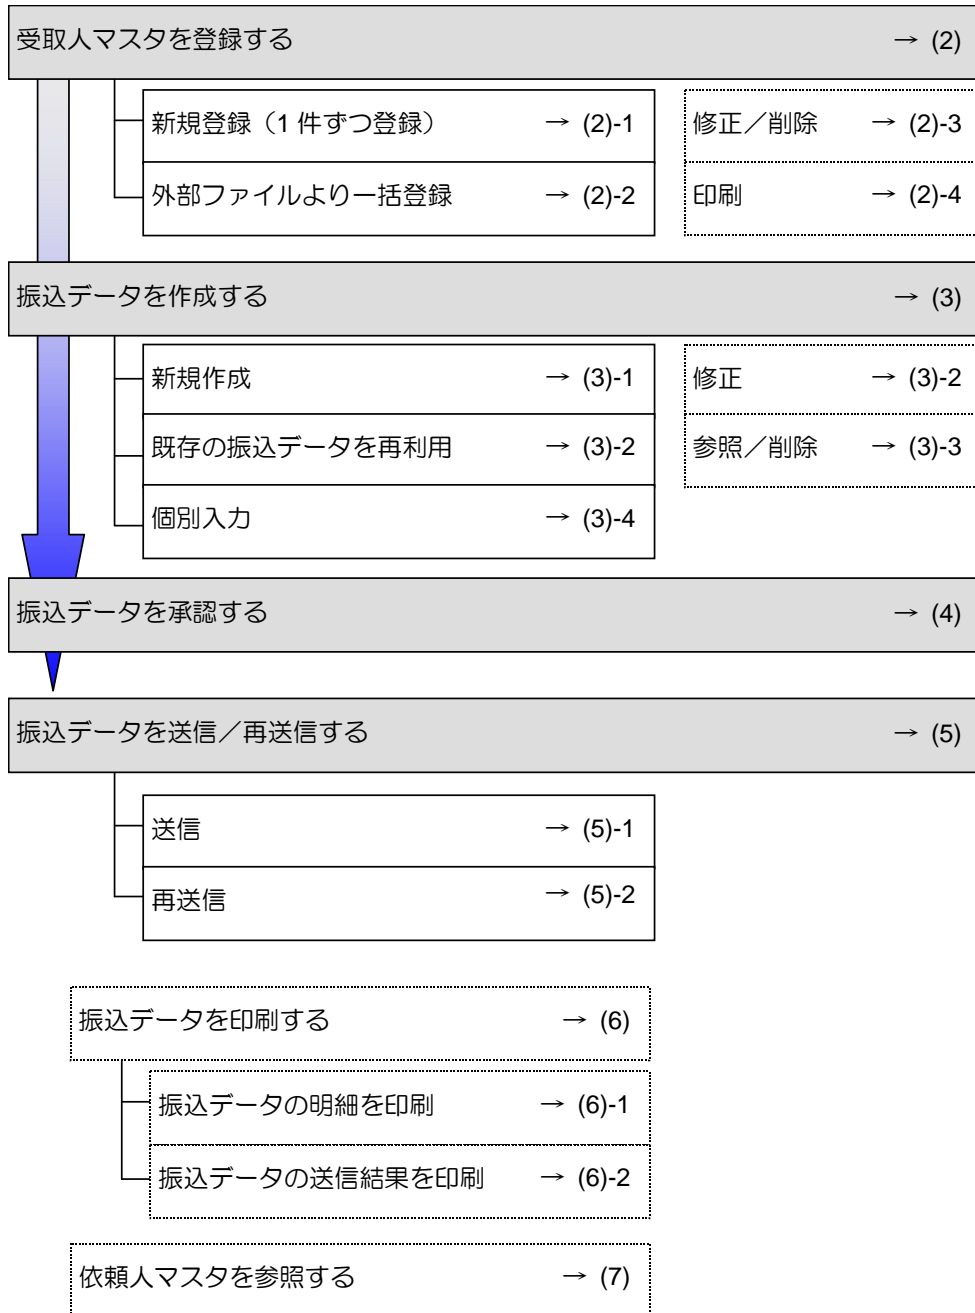 受取人マスタを登録する → (2)
新規登録（1 件ずつ登録） → (2)-1 修正／削除 → (2)-3
外部ファイルより一括登録 → (2)-2 印刷 → (2)-4
振込データを作成する → (3)
新規作成 → (3)-1 修正 → (3)-2
既存の振込データを再利用 → (3)-2 参照／削除 → (3)-3
個別入力 → (3)-4
振込データを承認する → (4)
振込データを送信／再送信する → (5)
送信 → (5)-1
再送信 → (5)-2
振込データを印刷する → (6)
振込データの明細を印刷 → (6)-1
振込データの送信結果を印刷 → (6)-2
依頼人マスタを参照する → (7)